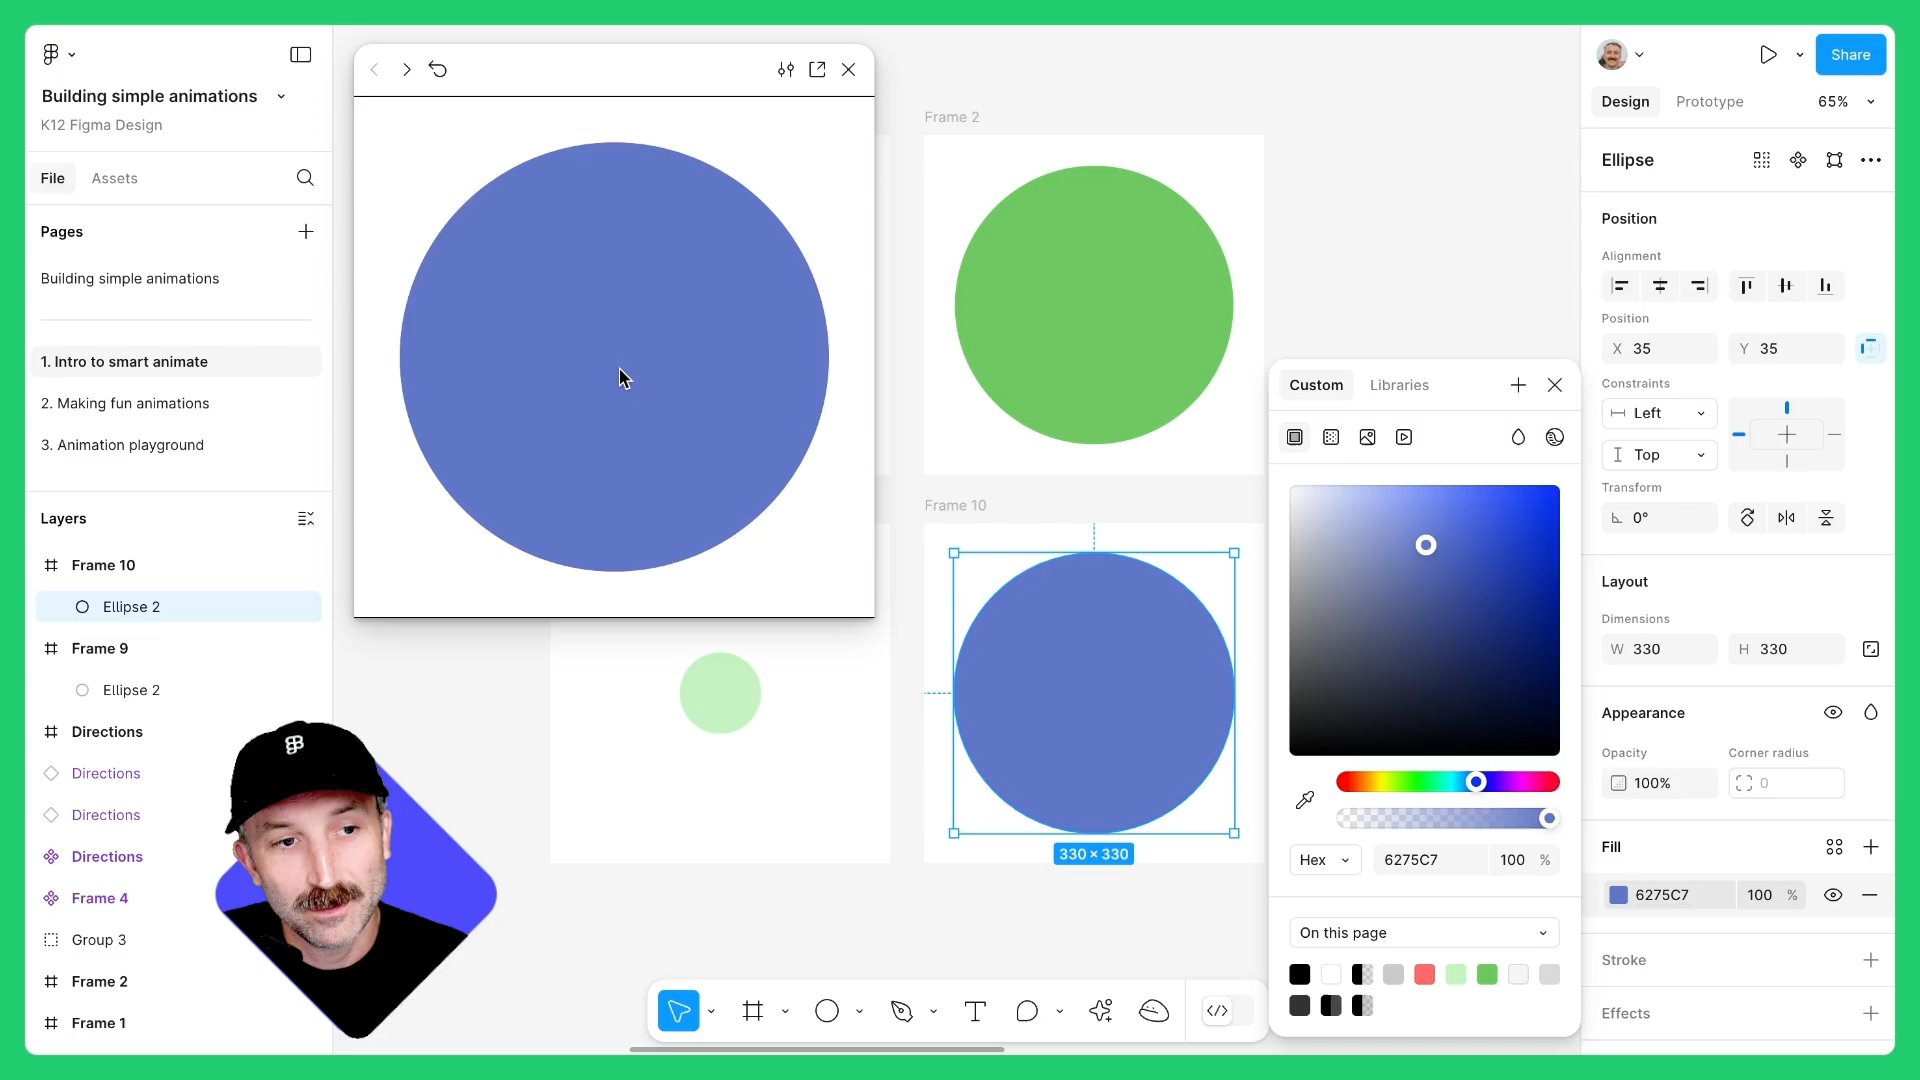 Building simple animations
K12 Figma Design
File
Assets
Pages
Building simple animations
1. Intro to smart animate
2. Making fun animations
3. Animation playground
Layers
Frame 10
Ellipse 2
Frame 9
Ellipse 2
Directions
Directions
Directions
Directions
Frame 4
Group 3
Frame 2
Frame 1
Frame 2
Frame 10
330 × 330
Custom
Libraries
Hex
6275C7
100 %
On this page
Share
Design
Prototype
65%
Ellipse
Position
Alignment
Position
X 35
Y 35
Constraints
Left
Top
Transform
0°
Layout
Dimensions
W 330
H 330
Appearance
Opacity
Corner radius
100%
0
Fill
6275C7
100 %
Stroke
Effects